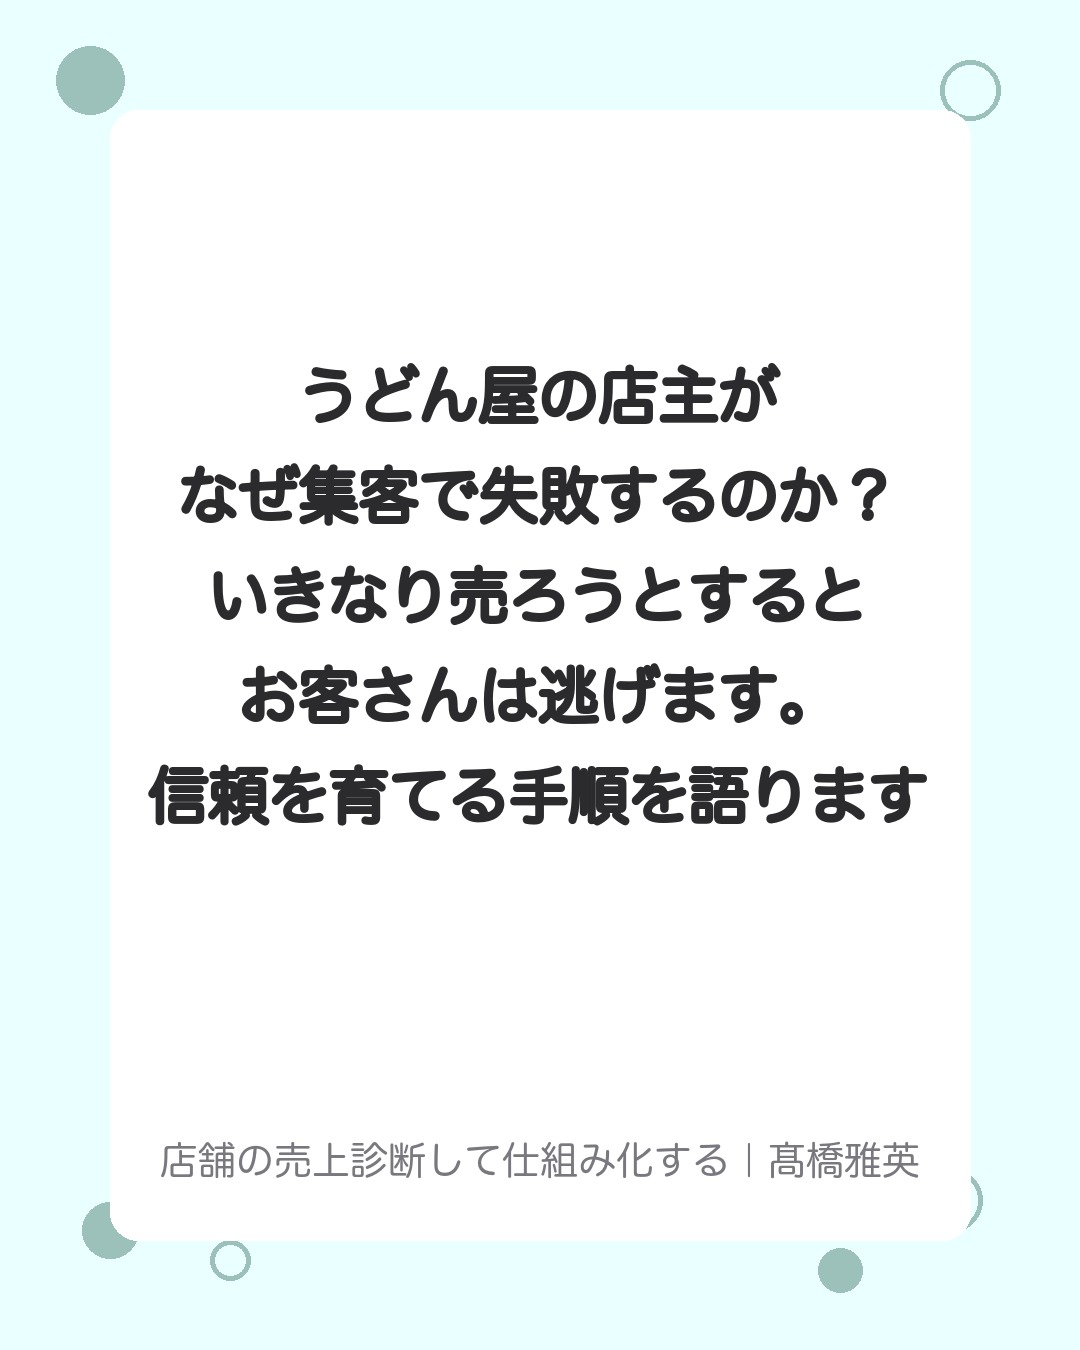 うどん屋の店主が
なぜ集客で失敗するのか？
いきなり売ろうとすると
お客さんは逃げます。
信頼を育てる手順を語ります
店舗の売上診断して仕組み化する｜髙橋雅英